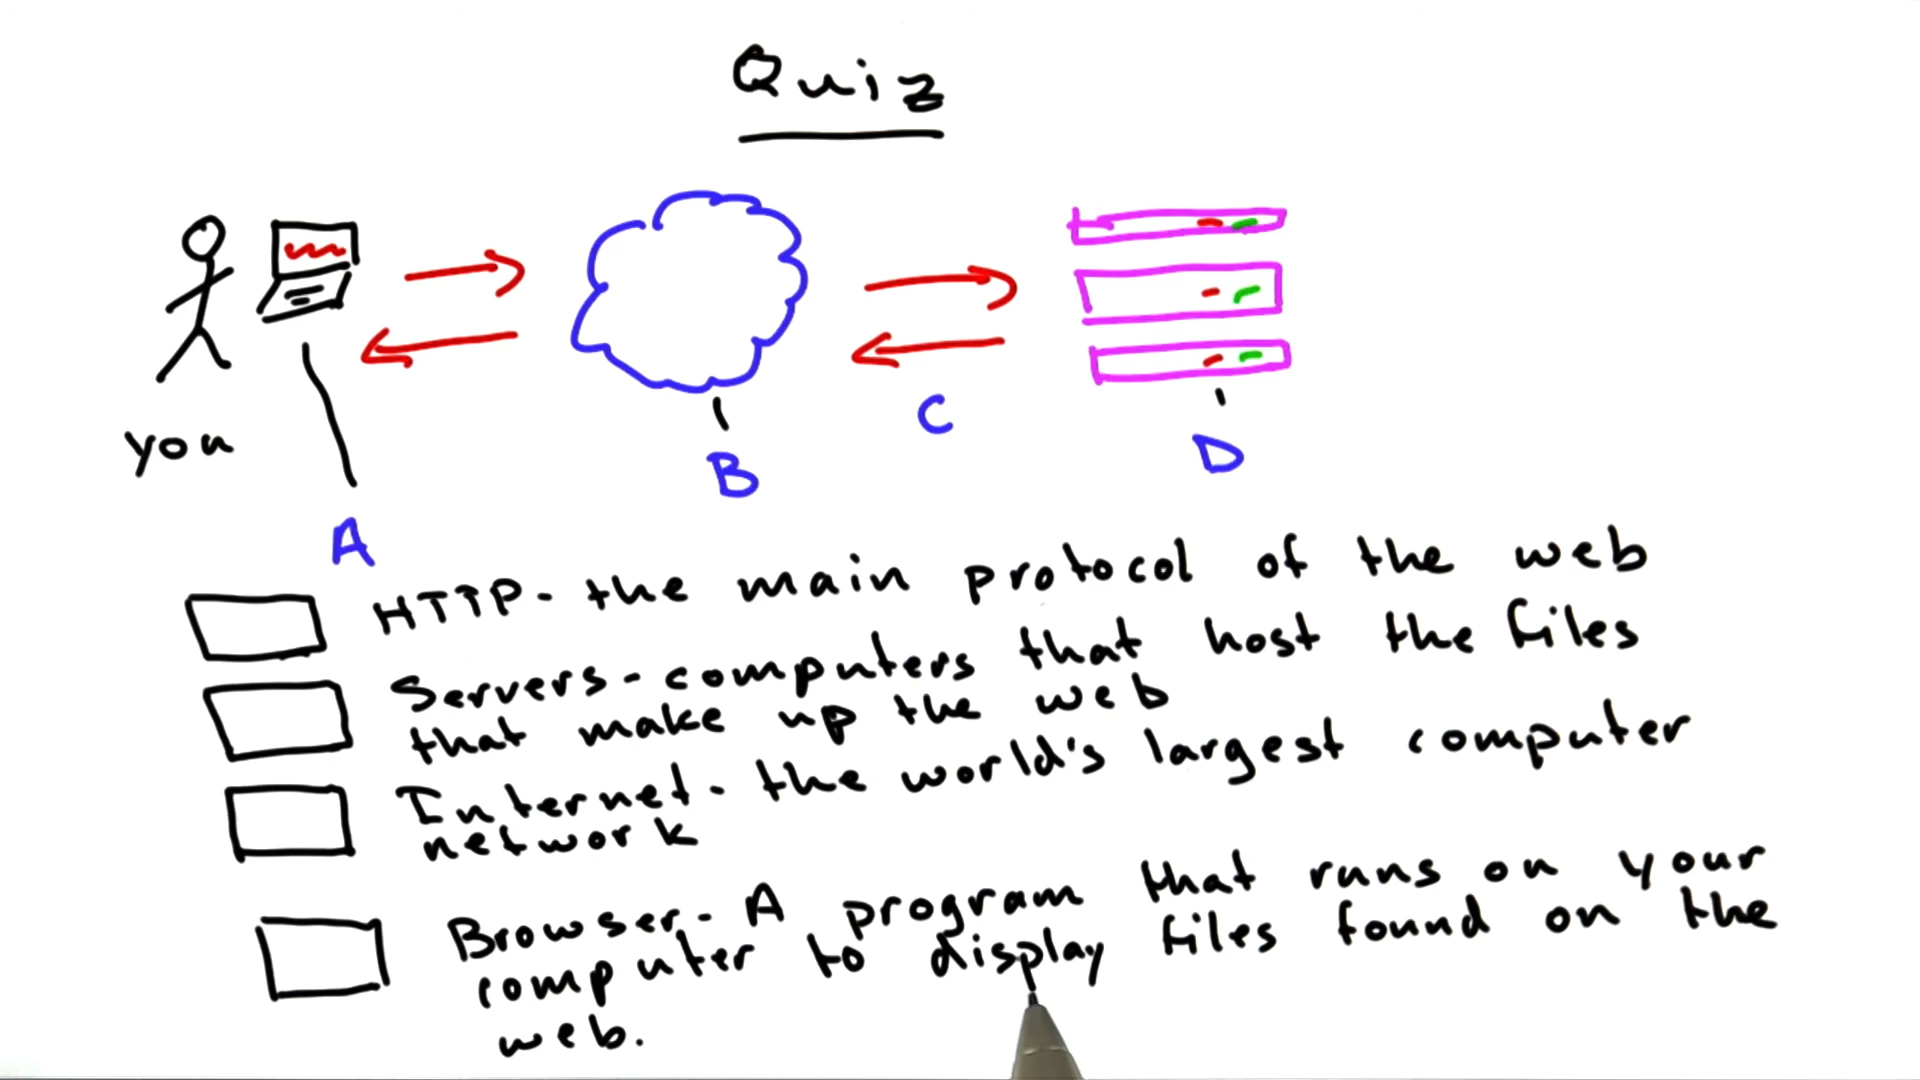 Quiz
you
A
B
C
D
HTTP- the main protocol of the web
Servers- computers that host the files
that make up the web
Internet- the world's largest computer
network
Browser- A program that runs on your
computer to display files found on the
web.